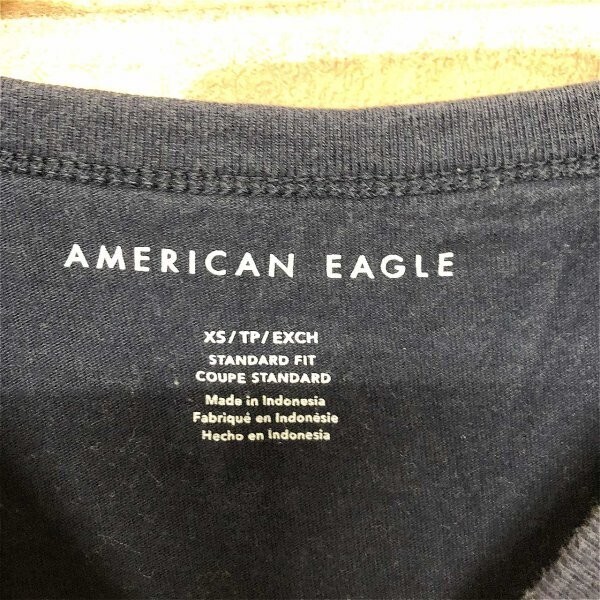 AMERICAN EAGLE
XS/TP/EXCH
STANDARD FIT
COUPE STANDARD
Made in Indonesia
Fabriqué en Indonésie
Hecho en Indonesia